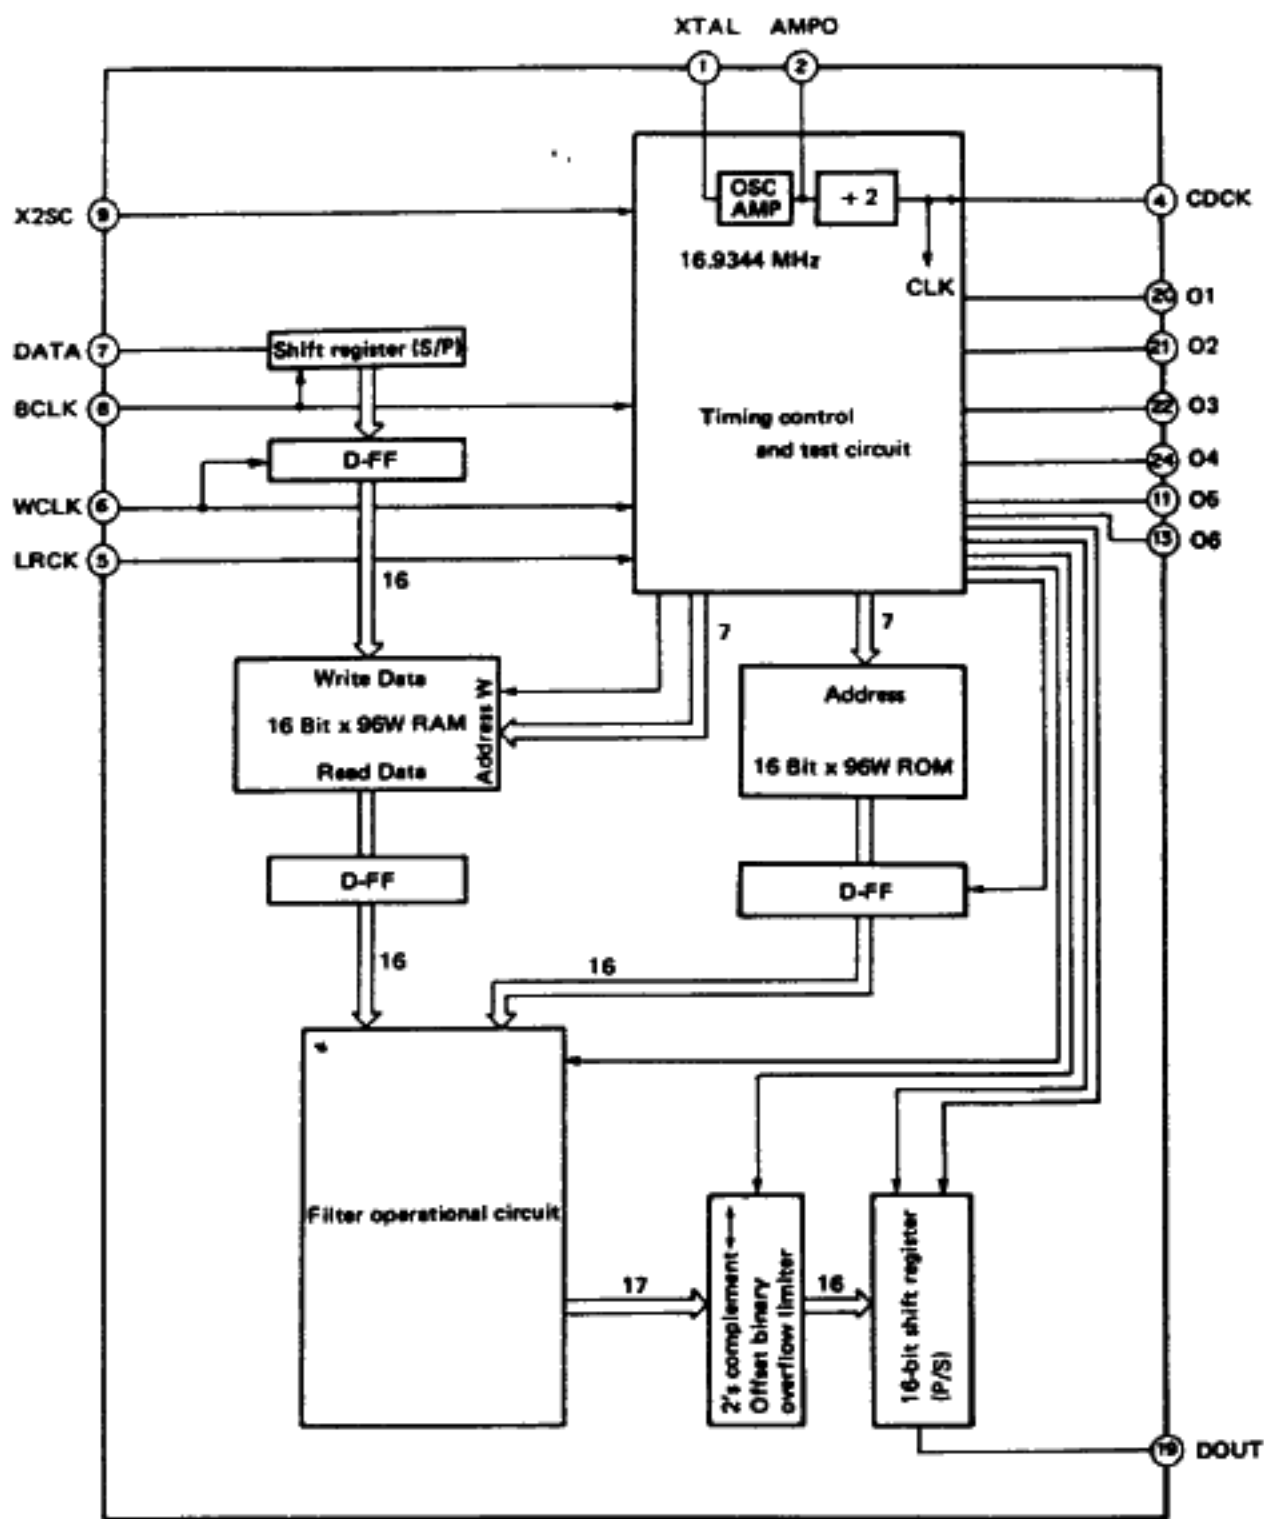 XTAL AMPO
1 2
OSC
AMP
÷ 2
X2SC 9
4 CDCK
16.9344 MHz
CLK
20 O1
DATA 7
Shift register (S/P)
21 O2
BCLK 8
22 O3
Timing control
and test circuit
D-FF
24 O4
WCLK 6
11 O5
13 O6
LRCK 5
16
7
7
Write Data
16 Bit x 96W RAM
Read Data
Address W
Address
16 Bit x 96W ROM
D-FF
D-FF
16
16
Filter operational circuit
17
2's complement ↔
Offset binary
overflow limiter
16
16-bit shift register
(P/S)
19 DOUT